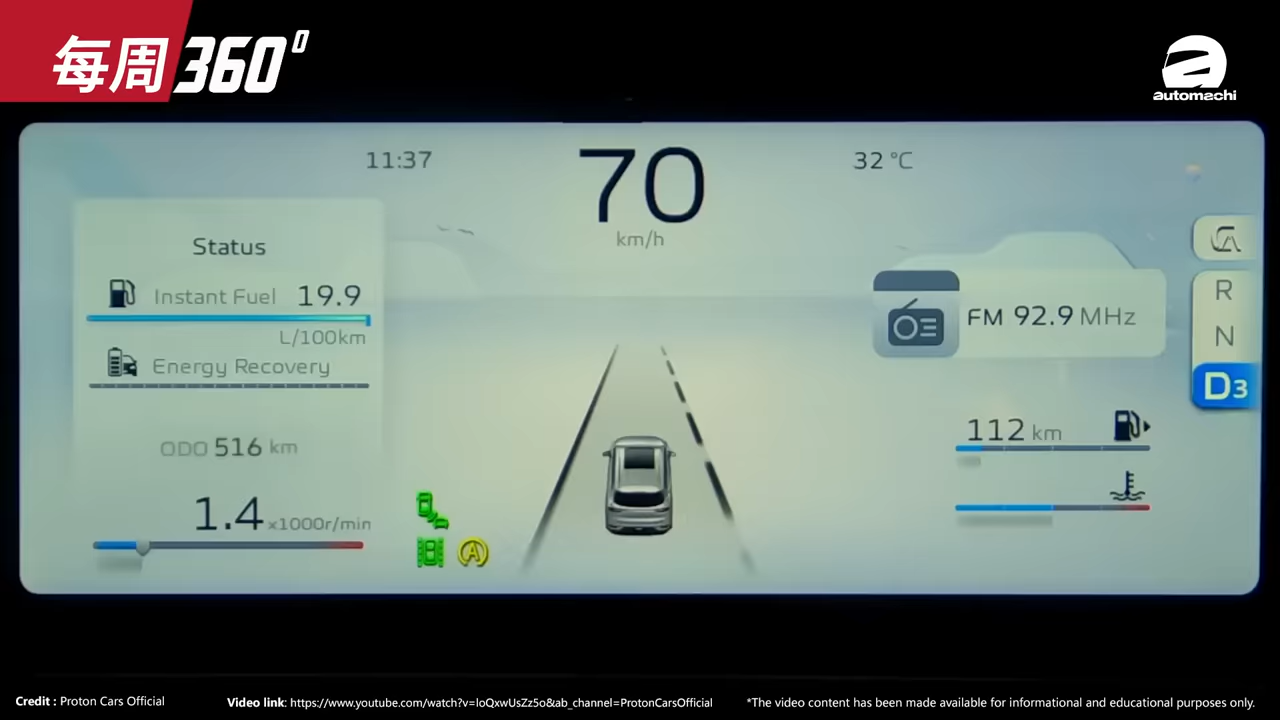 每周360°
automachi
11:37
70
km/h
32 °C
Status
Instant Fuel 19.9
L/100km
Energy Recovery
ODO 516 km
1.4 x1000r/min
A
FM 92.9 MHz
R
N
D3
112 km
Credit : Proton Cars Official
Video link: https://www.youtube.com/watch?v=IoQxwUsZz5o&ab_channel=ProtonCarsOfficial
*The video content has been made available for informational and educational purposes only.